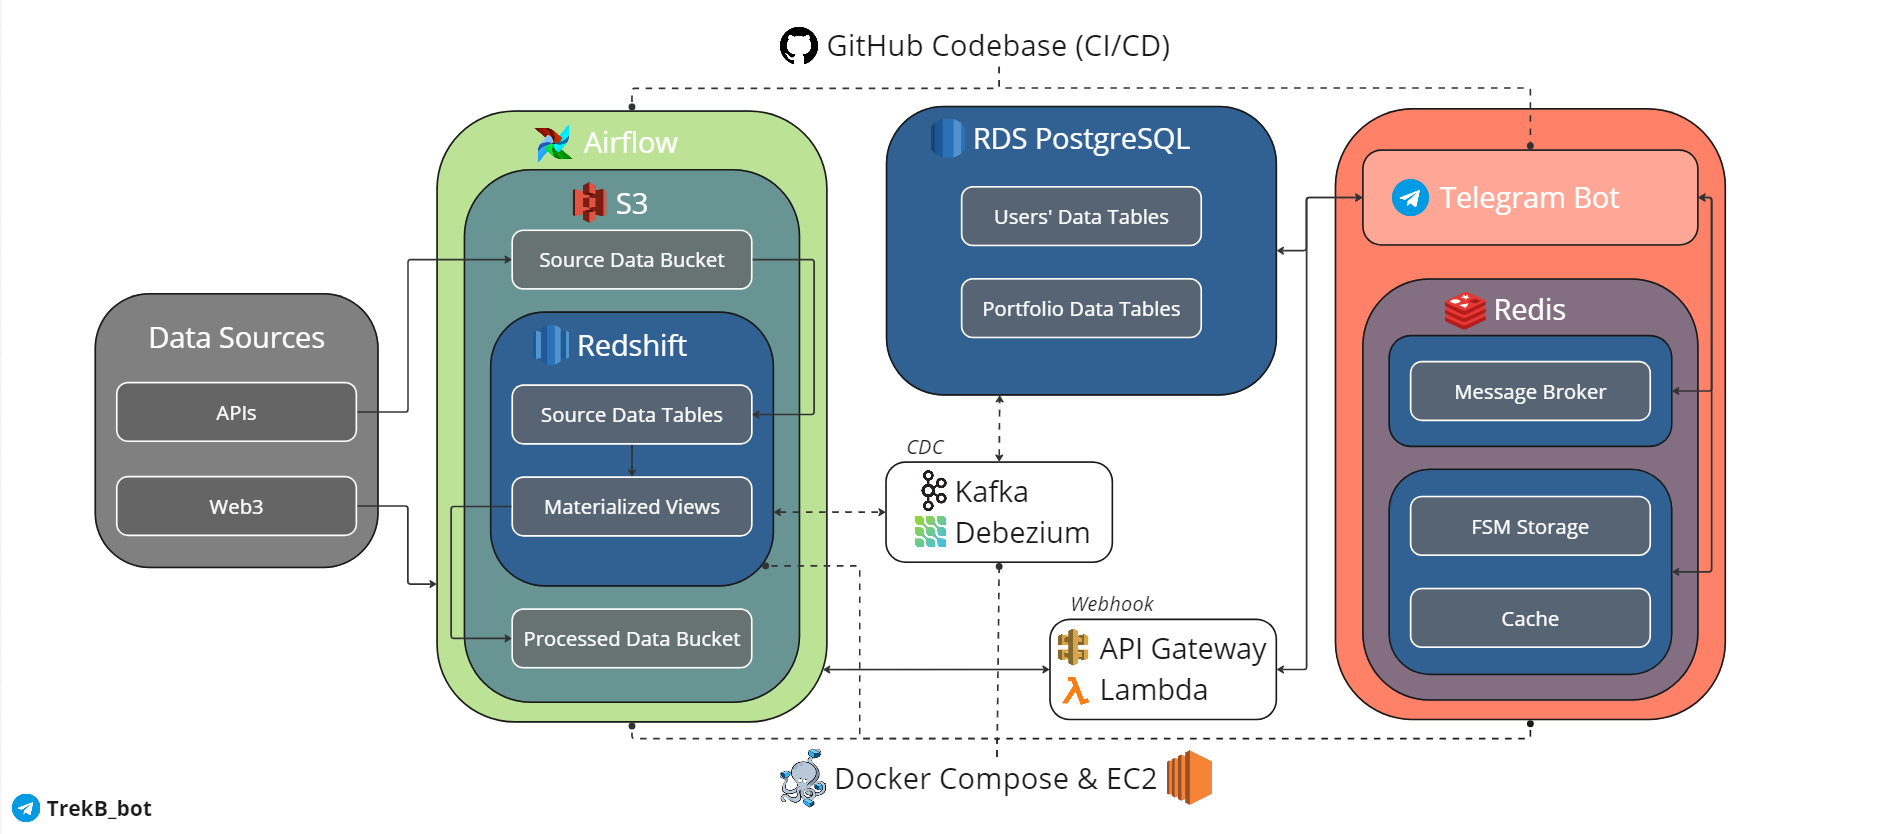 GitHub Codebase (CI/CD)
Airflow
S3
Source Data Bucket
Redshift
Source Data Tables
Materialized Views
Processed Data Bucket
Data Sources
APIs
Web3
RDS PostgreSQL
Users' Data Tables
Portfolio Data Tables
CDC
Kafka
Debezium
Webhook
API Gateway
Lambda
Telegram Bot
Redis
Message Broker
FSM Storage
Cache
Docker Compose & EC2
TrekB_bot